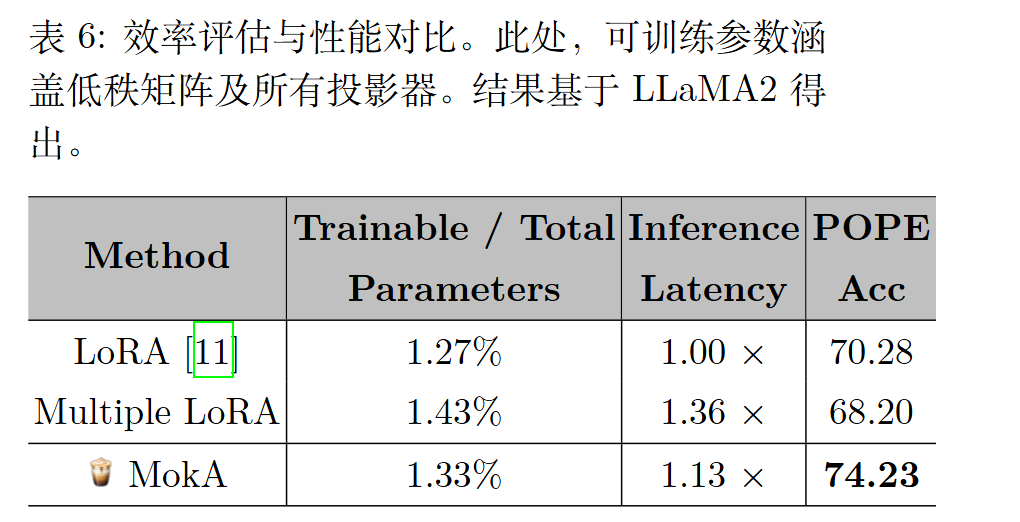 表 6: 效率评估与性能对比。此处，可训练参数涵
盖低秩矩阵及所有投影器。结果基于 LLaMA2 得
出。
Method Trainable / Total Parameters Inference Latency POPE Acc
LoRA [11] 1.27% 1.00 × 70.28
Multiple LoRA 1.43% 1.36 × 68.20
MokA 1.33% 1.13 × 74.23